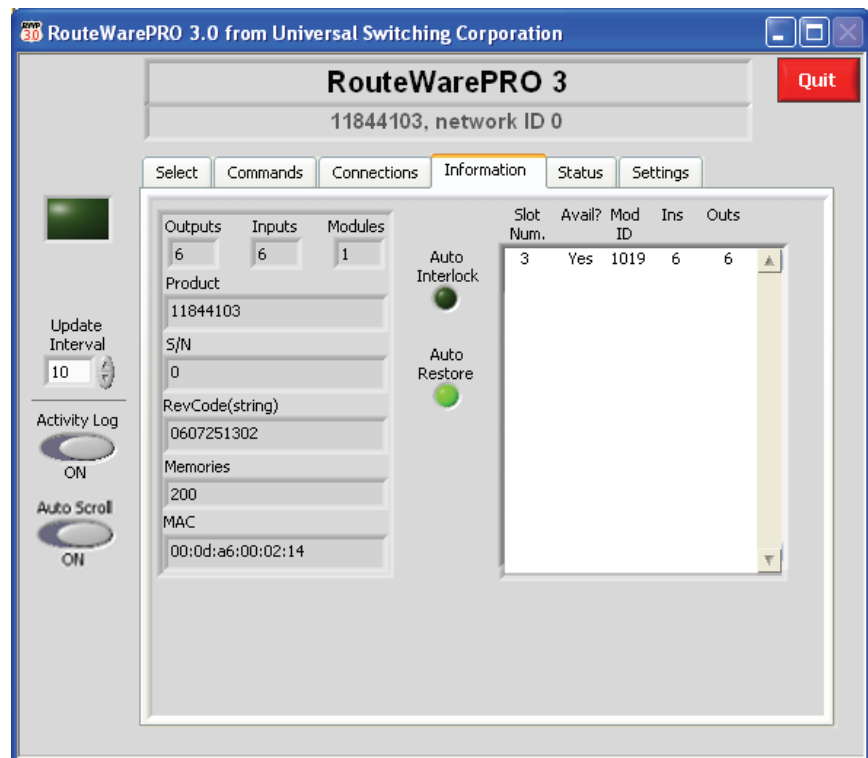 RWP 3.0 RouteWarePRO 3.0 from Universal Switching Corporation
RouteWarePRO 3
Quit
11844103, network ID 0
Select Commands Connections Information Status Settings
Outputs Inputs Modules
6 6 1
Product
11844103
S/N
0
RevCode(string)
0607251302
Memories
200
MAC
00:0d:a6:00:02:14
Auto
Interlock
Auto
Restore
Slot Avail? Mod Ins Outs
Num. ID
3 Yes 1019 6 6
Update
Interval
10
Activity Log
ON
Auto Scroll
ON